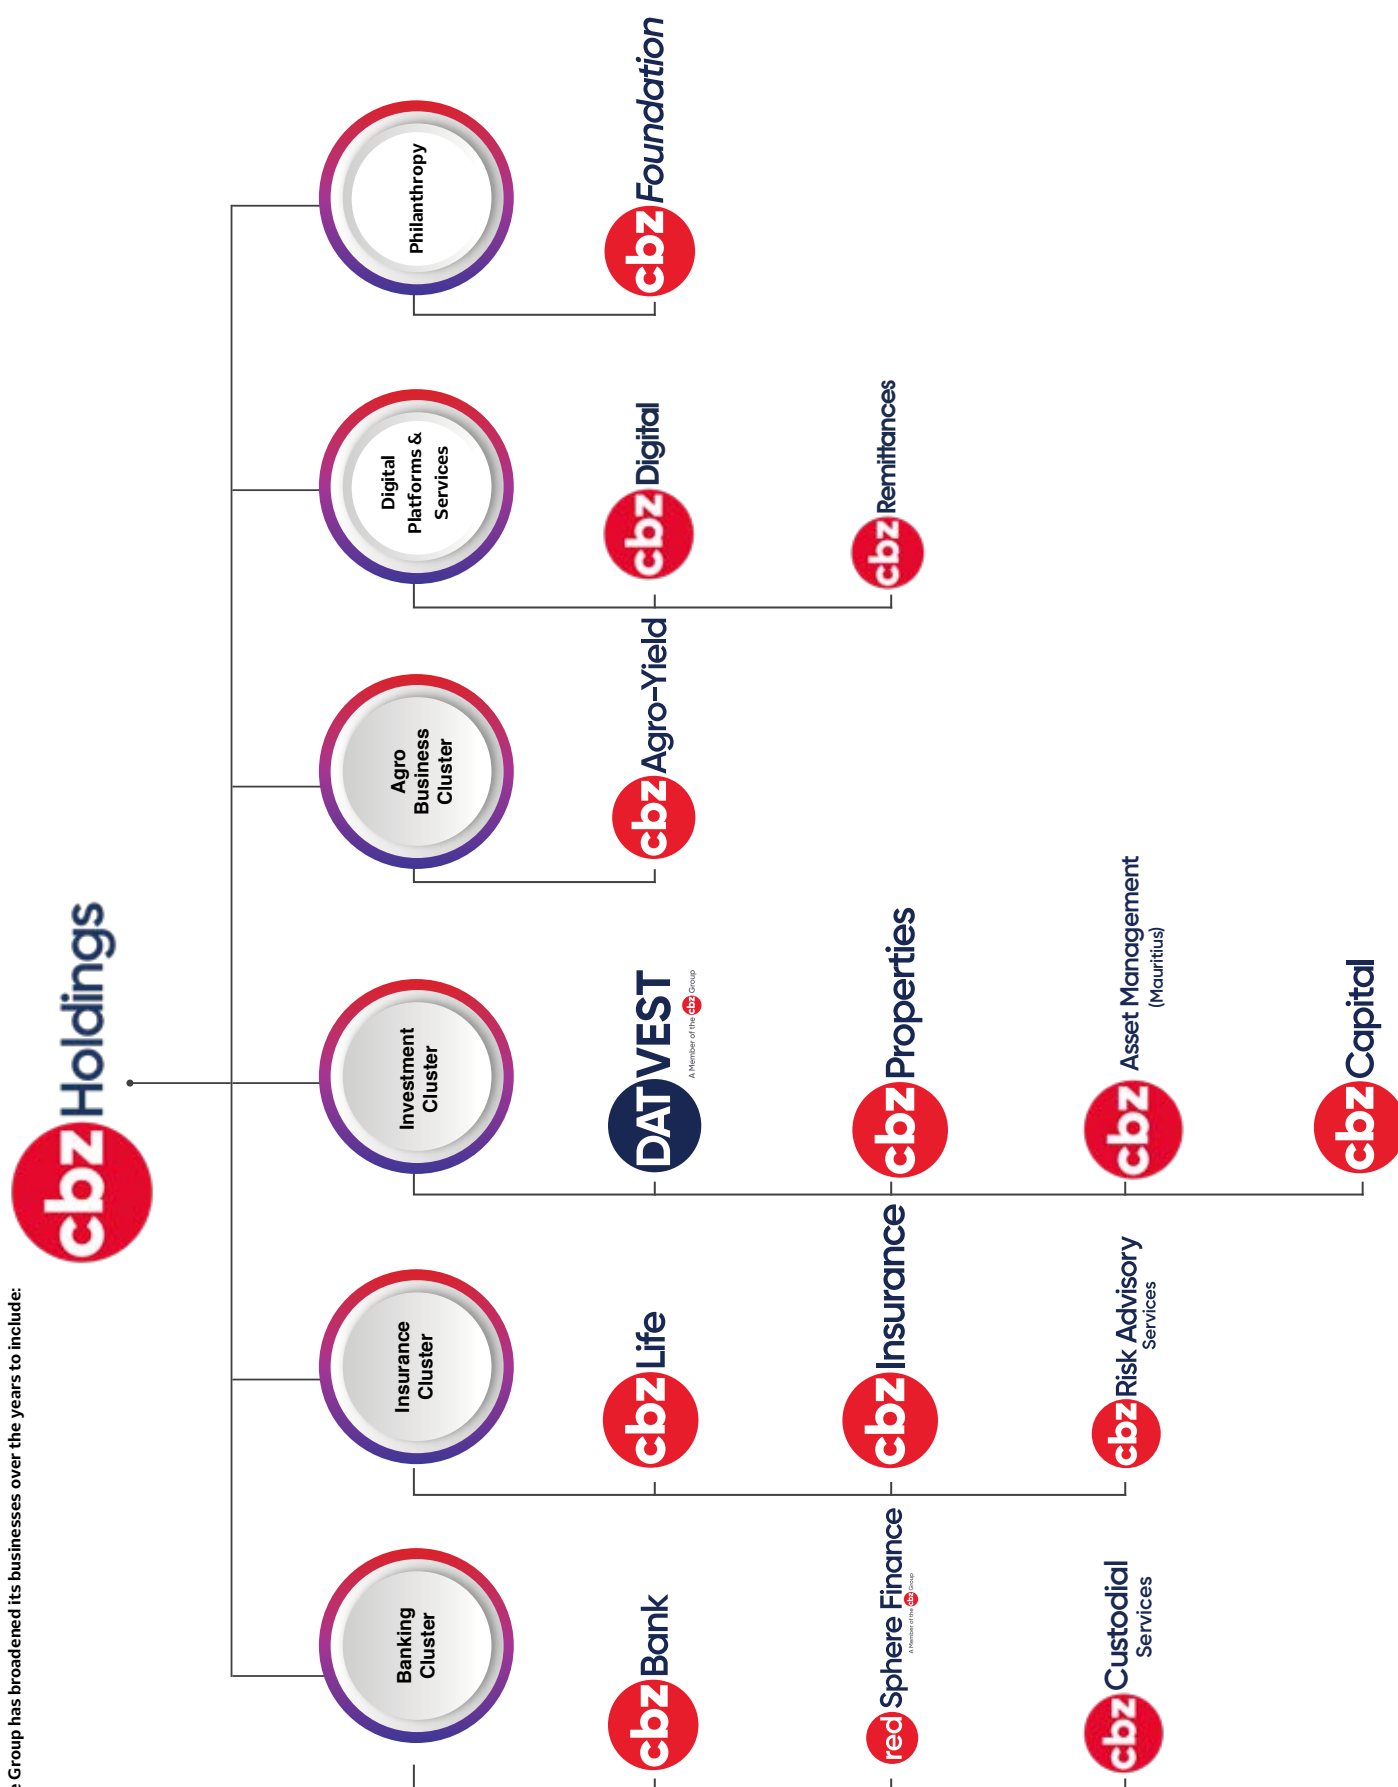 Group has broadened its businesses over the years to include:
cbz Holdings
Banking
Cluster
Insurance
Cluster
Investment
Cluster
Agro
Business
Cluster
Digital
Platforms &
Services
Philanthropy
cbz Bank
red Sphere Finance
A Member of the cbz Group
cbz Custodial
Services
cbz Life
cbz Insurance
cbz Risk Advisory
Services
DATVEST
A Member of the cbz Group
cbz Properties
cbz Asset Management
(Mauritius)
cbz Capital
cbz Agro-Yield
cbz Digital
cbz Remittances
cbz Foundation